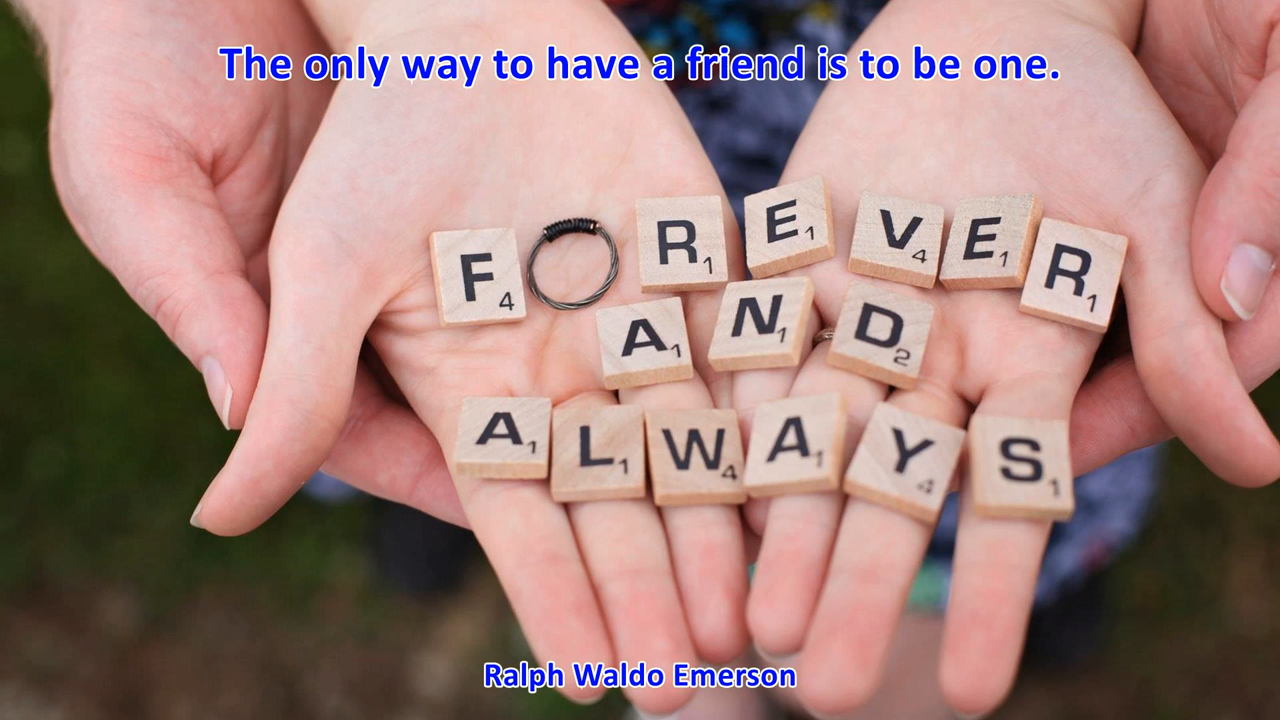 The only way to have a friend is to be one.
FOREVER
AND
ALWAYS
Ralph Waldo Emerson